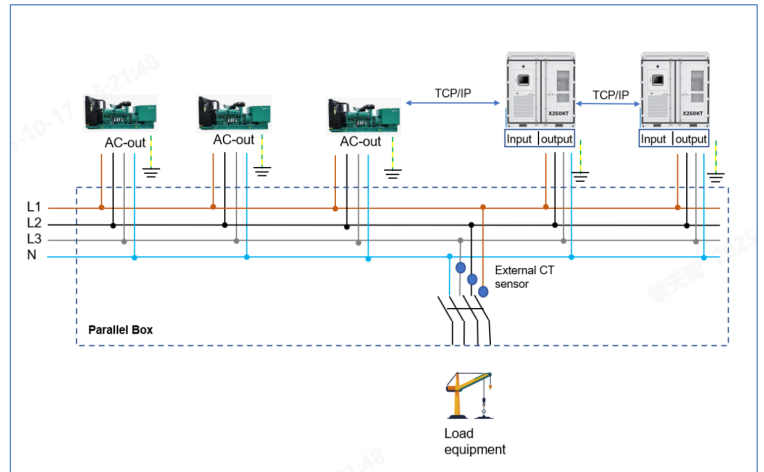 TCP/IP
TCP/IP
X250KT
X250KT
AC-out
AC-out
AC-out
Input output
Input output
L1
L2
L3
N
External CT
sensor
Parallel Box
Load
equipment